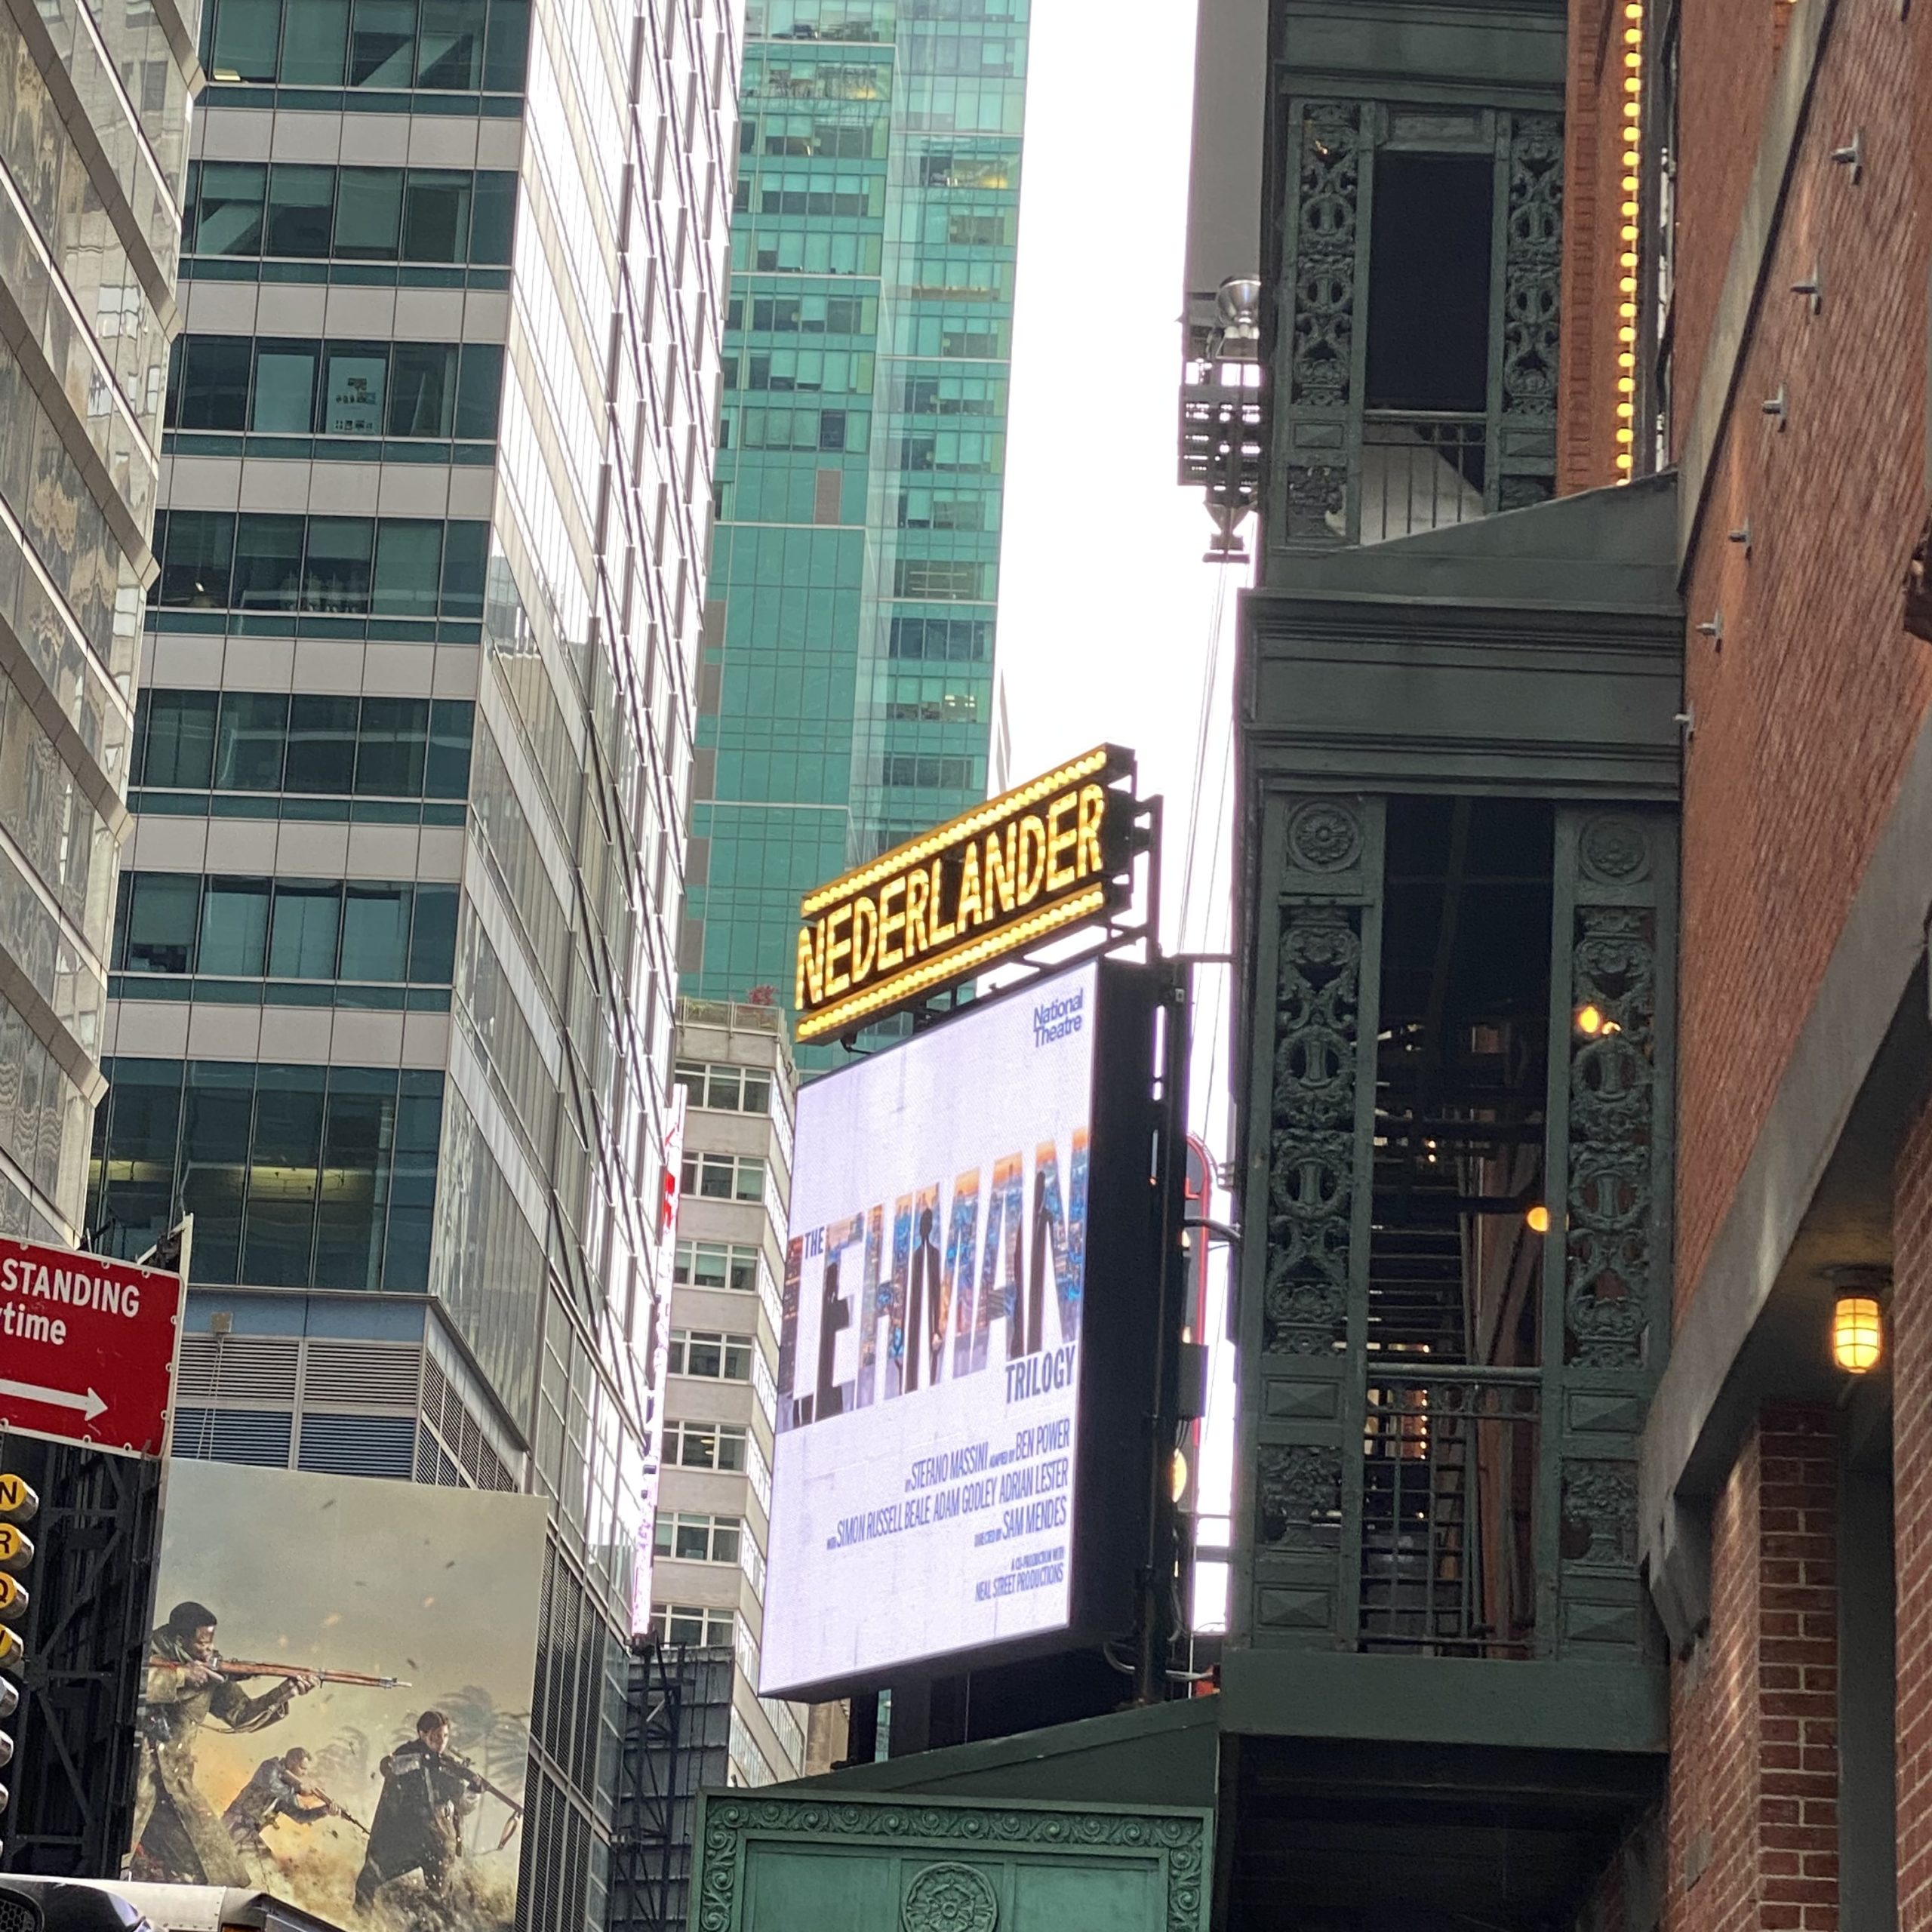 NEDERLANDER
National
Theatre
THE
LEHMAN
TRILOGY
BY STEFANO MASSINI ADAPTED BY BEN POWER
WITH SIMON RUSSELL BEALE ADAM GODLEY ADRIAN LESTER
DIRECTED BY SAM MENDES
A CO-PRODUCTION WITH
NEAL STREET PRODUCTIONS
STANDING
time
N
R
Q